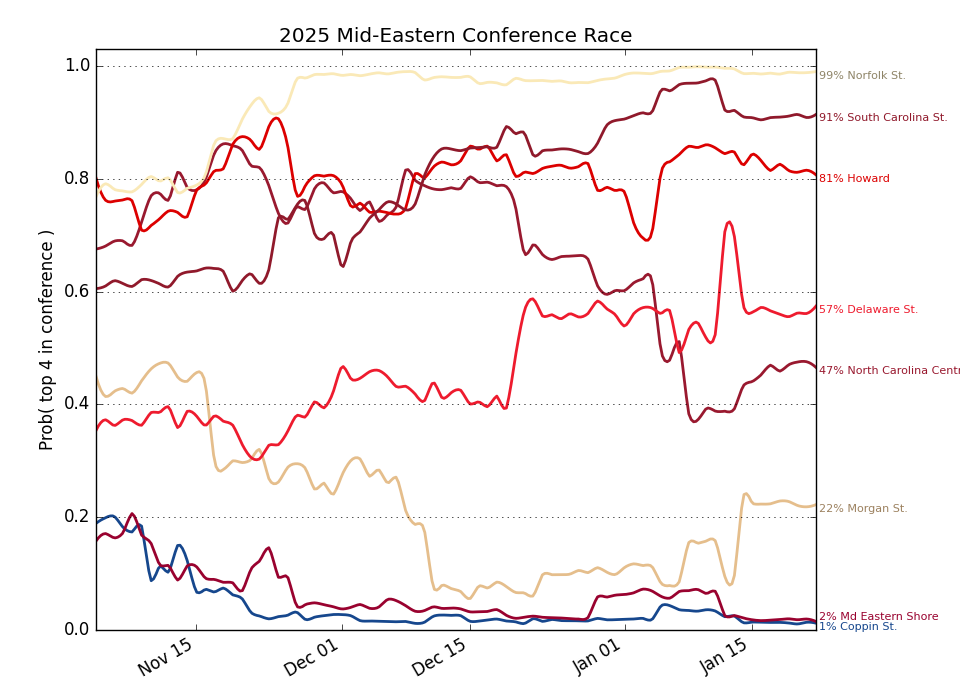 2025 Mid-Eastern Conference Race
Prob( top 4 in conference )
1.0
0.8
0.6
0.4
0.2
0.0
Nov 15
Dec 01
Dec 15
Jan 01
Jan 15
99% Norfolk St.
91% South Carolina St.
81% Howard
57% Delaware St.
47% North Carolina Centr
22% Morgan St.
2% Md Eastern Shore
1% Coppin St.